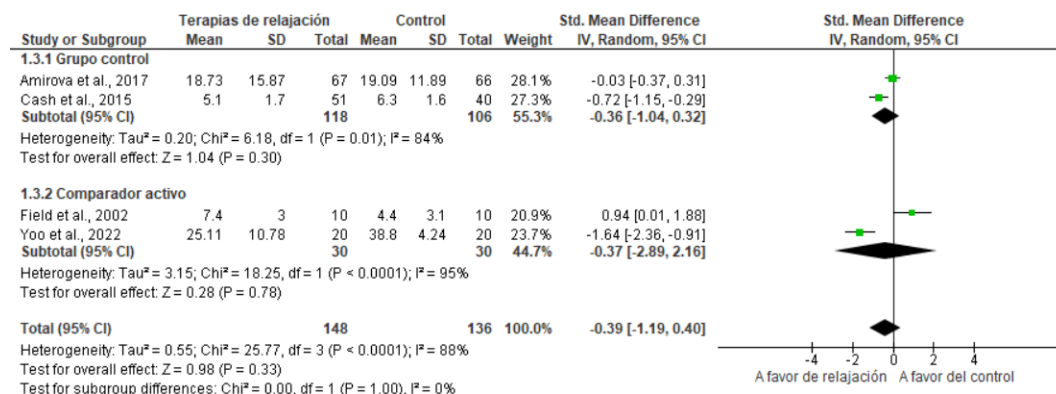 Terapias de relajación Control Std. Mean Difference Std. Mean Difference
Study or Subgroup Mean SD Total Mean SD Total Weight IV, Random, 95% CI IV, Random, 95% CI
1.3.1 Grupo control
Amirova et al., 2017 18.73 15.87 67 19.09 11.89 66 28.1% -0.03 [-0.37, 0.31]
Cash et al., 2015 5.1 1.7 51 6.3 1.6 40 27.3% -0.72 [-1.15, -0.29]
Subtotal (95% CI) 118 106 55.3% -0.36 [-1.04, 0.32]
Heterogeneity: Tau² = 0.20; Chi² = 6.18, df = 1 (P = 0.01); I² = 84%
Test for overall effect: Z = 1.04 (P = 0.30)
1.3.2 Comparador activo
Field et al., 2002 7.4 3 10 4.4 3.1 10 20.9% 0.94 [0.01, 1.88]
Yoo et al., 2022 25.11 10.78 20 38.8 4.24 20 23.7% -1.64 [-2.36, -0.91]
Subtotal (95% CI) 30 30 44.7% -0.37 [-2.89, 2.16]
Heterogeneity: Tau² = 3.15; Chi² = 18.25, df = 1 (P < 0.0001); I² = 95%
Test for overall effect: Z = 0.28 (P = 0.78)
Total (95% CI) 148 136 100.0% -0.39 [-1.19, 0.40]
Heterogeneity: Tau² = 0.55; Chi² = 25.77, df = 3 (P < 0.0001); I² = 88%
Test for overall effect: Z = 0.98 (P = 0.33)
Test for subgroup differences: Chi² = 0.00, df = 1 (P = 1.00), I² = 0%
-4 -2 0 2 4
A favor de relajación A favor del control